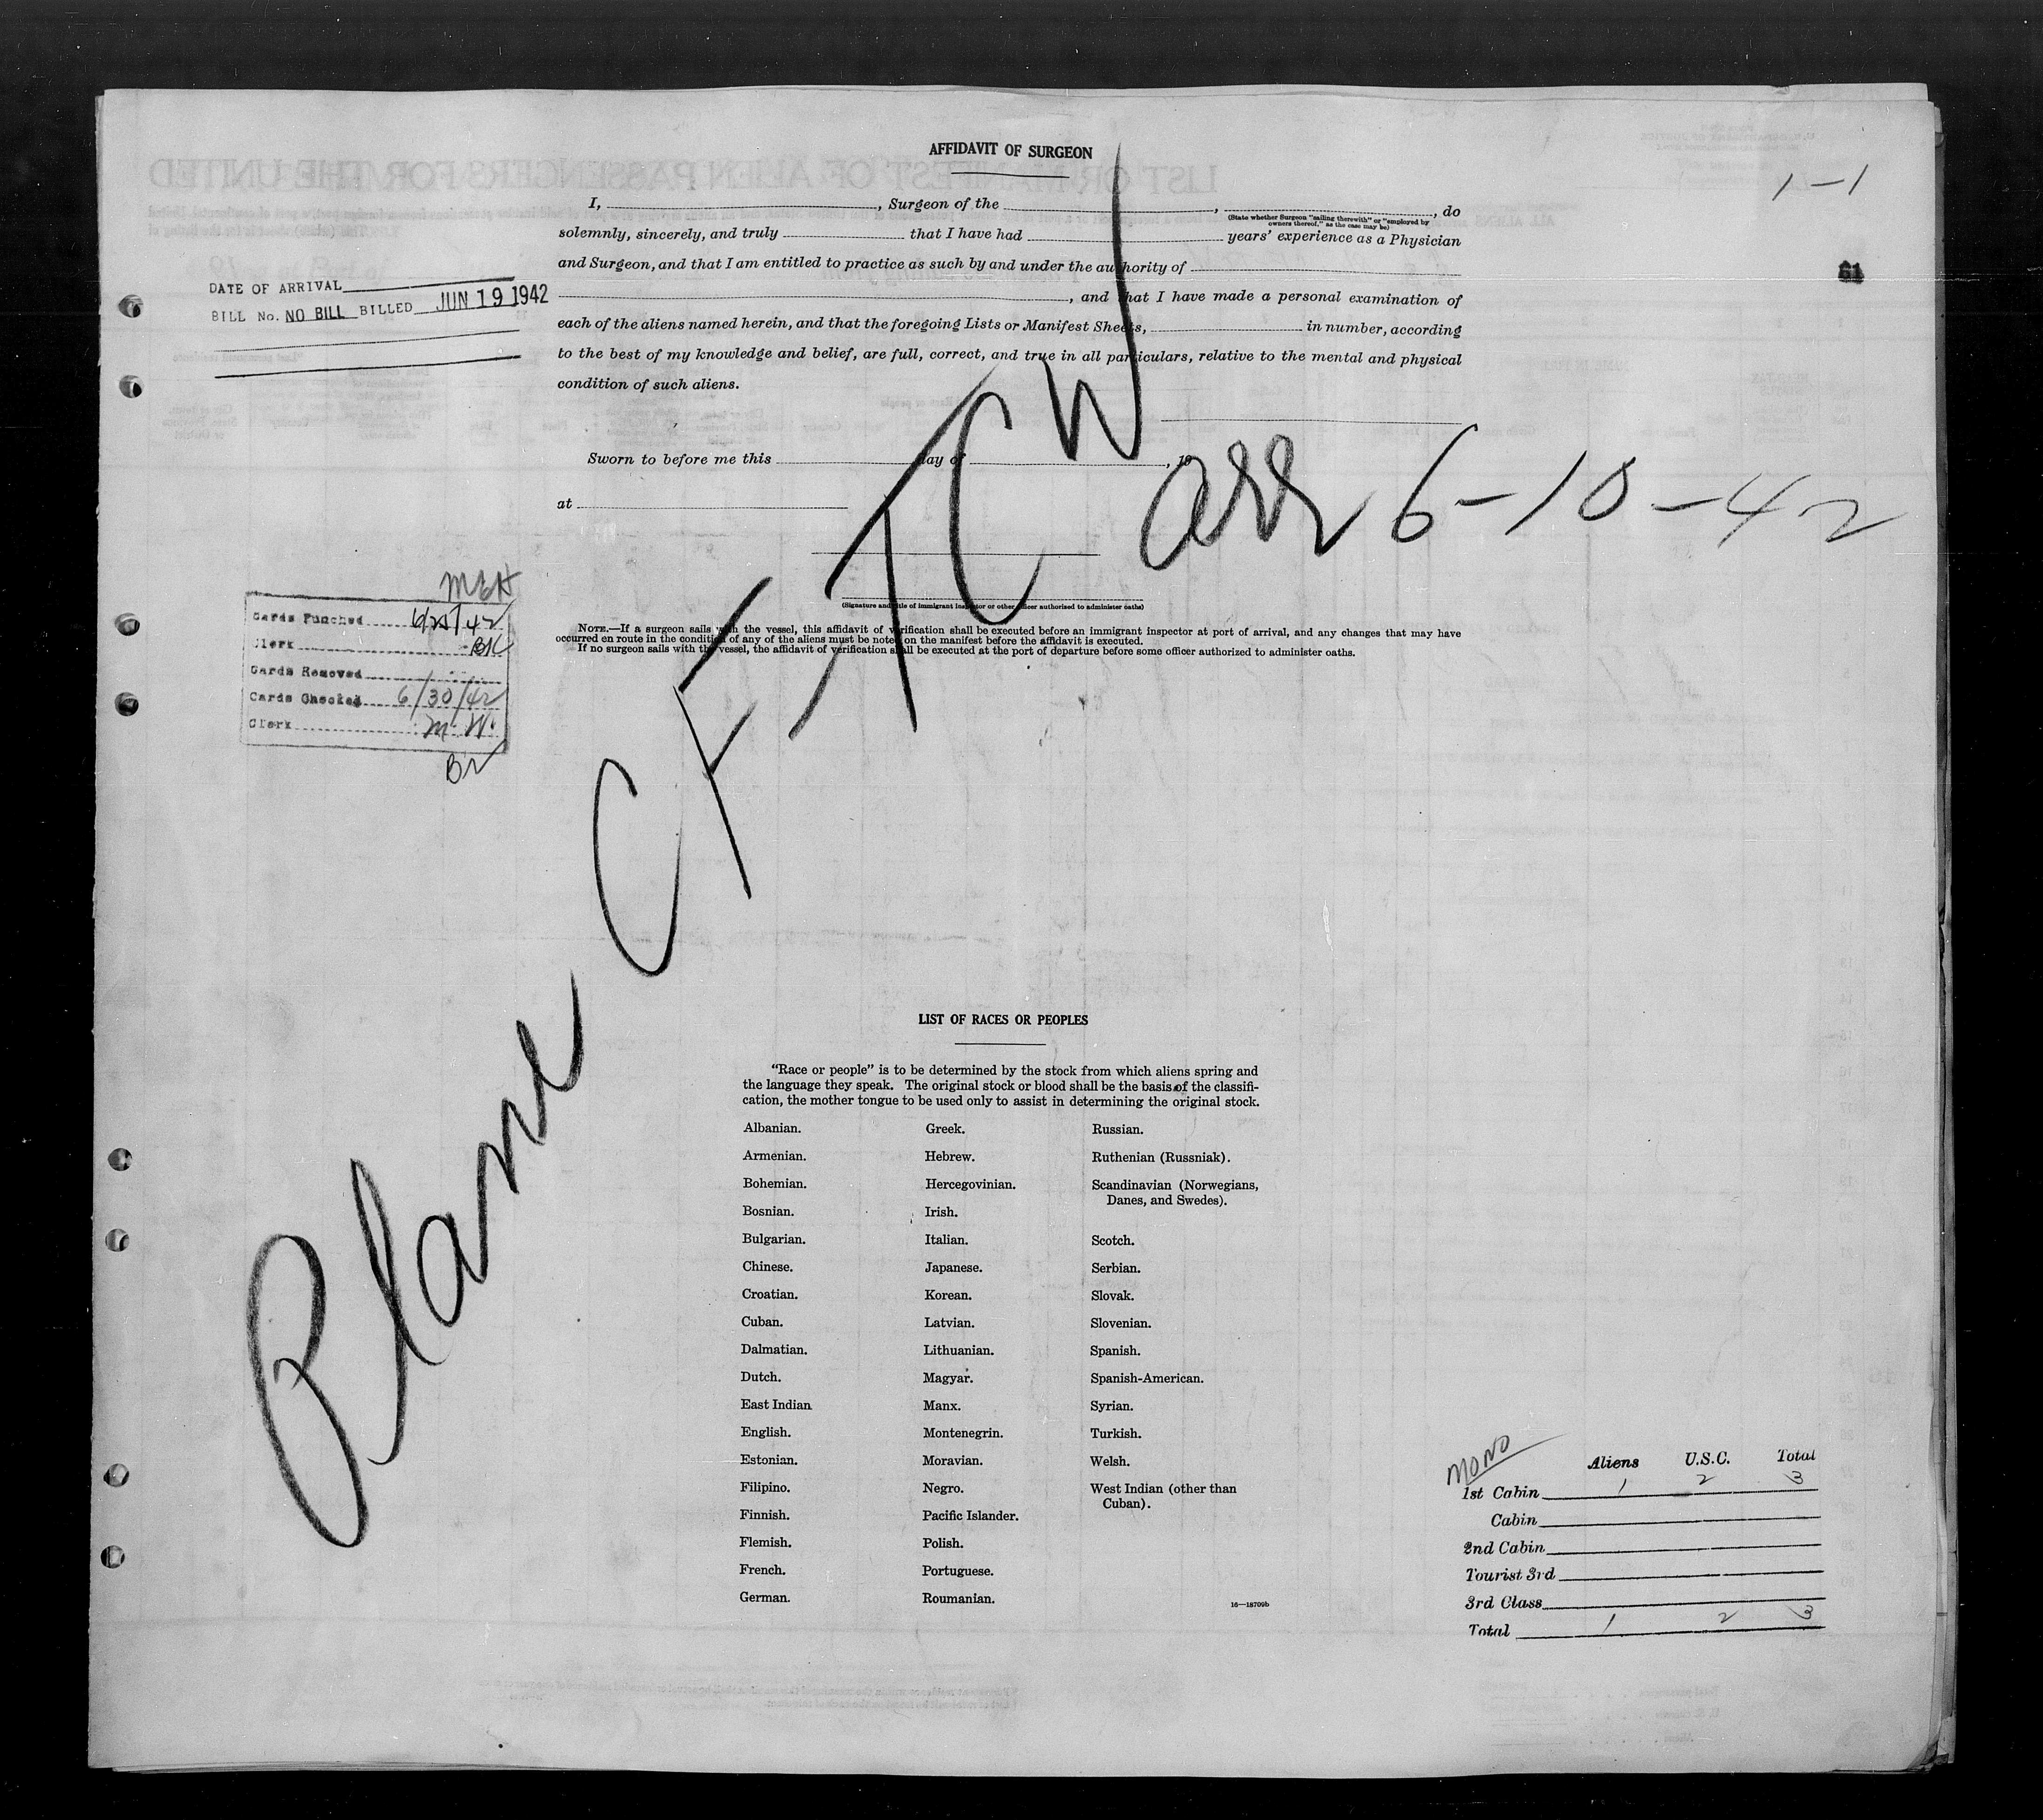 AFFIDAVIT OF SURGEON
1-1
I, , Surgeon of the , , do
(State whether Surgeon "sailing therewith" or "employed by
owners thereof," as the case may be)
solemnly, sincerely, and truly that I have had years' experience as a Physician
and Surgeon, and that I am entitled to practice as such by and under the authority of
61
, and that I have made a personal examination of
each of the aliens named herein, and that the foregoing Lists or Manifest Sheets, in number, according
to the best of my knowledge and belief, are full, correct, and true in all particulars, relative to the mental and physical
condition of such aliens.
DATE OF ARRIVAL
BILL No. NO BILL BILLED JUN 19 1942
Sworn to before me this day of , 19
at
Plane CF-TCW arr 6-10-42
(Signature and title of immigrant inspector or other officer authorized to administer oaths)
NOTE.—If a surgeon sails with the vessel, this affidavit of verification shall be executed before an immigrant inspector at port of arrival, and any changes that may have
occurred en route in the condition of any of the aliens must be noted on the manifest before the affidavit is executed.
If no surgeon sails with the vessel, the affidavit of verification shall be executed at the port of departure before some officer authorized to administer oaths.
MEH
Cards Punched 6/25/42
Clerk BK
Cards Removed
Cards Checked 6/30/42
Clerk M.W.
LIST OF RACES OR PEOPLES
"Race or people" is to be determined by the stock from which aliens spring and
the language they speak. The original stock or blood shall be the basis of the classifi-
cation, the mother tongue to be used only to assist in determining the original stock.
Albanian.
Armenian.
Bohemian.
Bosnian.
Bulgarian.
Chinese.
Croatian.
Cuban.
Dalmatian.
Dutch.
East Indian
English.
Estonian.
Filipino.
Finnish.
Flemish.
French.
German.
Greek.
Hebrew.
Hercegovinian.
Irish.
Italian.
Japanese.
Korean.
Latvian.
Lithuanian.
Magyar.
Manx.
Montenegrin.
Moravian.
Negro.
Pacific Islander.
Polish.
Portuguese.
Roumanian.
Russian.
Ruthenian (Russniak).
Scandinavian (Norwegians,
Danes, and Swedes).
Scotch.
Serbian.
Slovak.
Slovenian.
Spanish.
Spanish-American.
Syrian.
Turkish.
Welsh.
West Indian (other than
Cuban).
16—18709b
MONO
Aliens U.S.C. Total
1st Cabin 1 2 3
Cabin
2nd Cabin
Tourist 3rd
3rd Class
Total 1 2 3